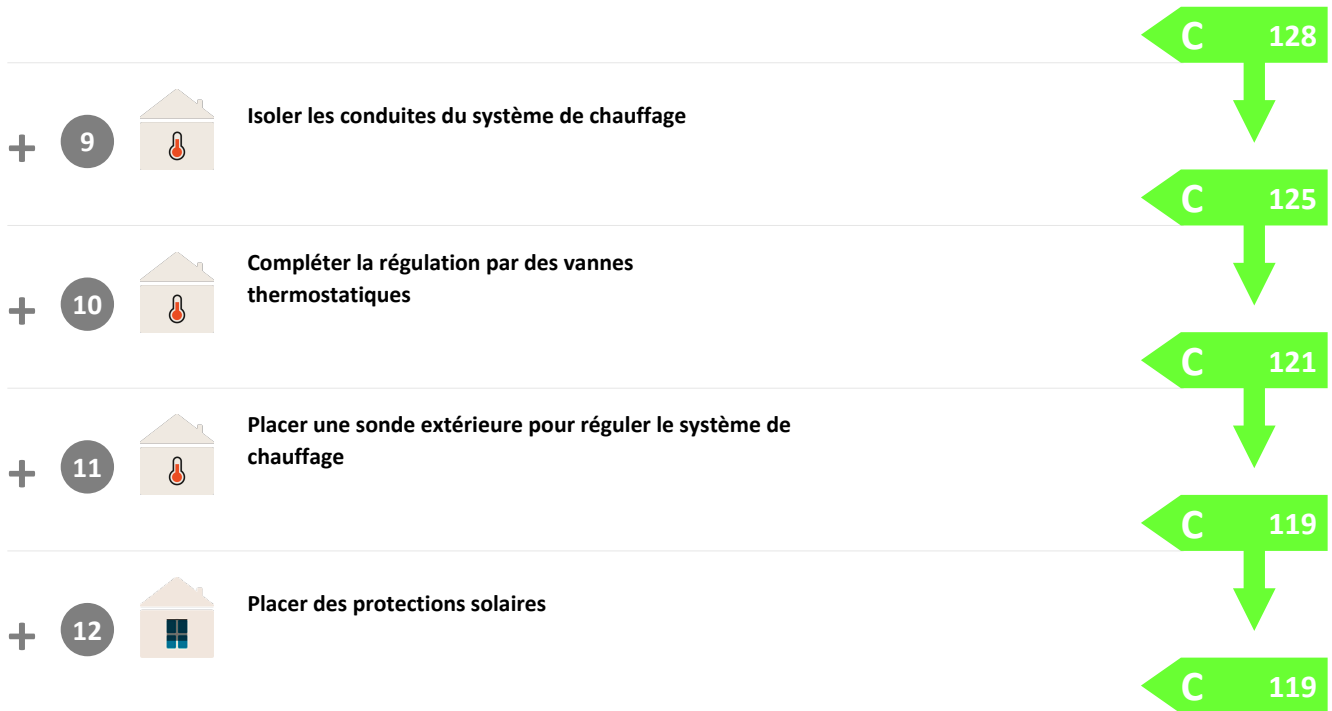 C 128
+ 9 Isoler les conduites du système de chauffage
C 125
+ 10 Compléter la régulation par des vannes
thermostatiques
C 121
+ 11 Placer une sonde extérieure pour réguler le système de
chauffage
C 119
+ 12 Placer des protections solaires
C 119